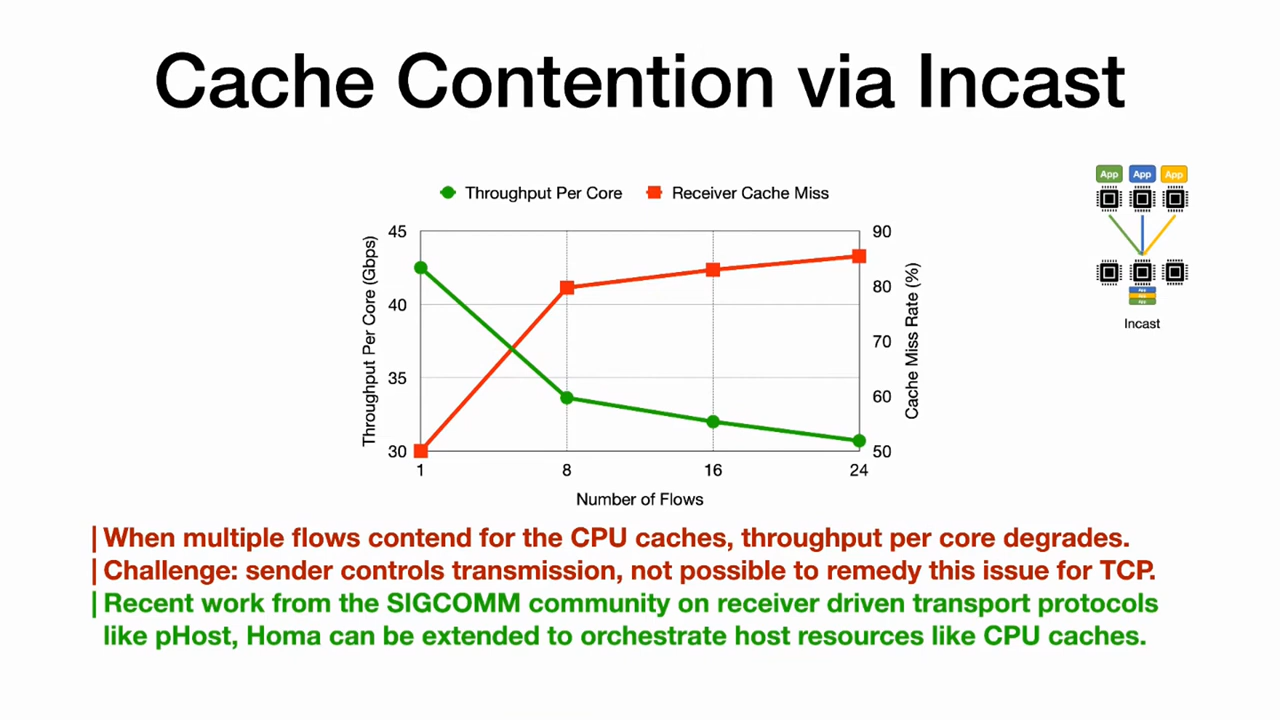 Cache Contention via Incast
Throughput Per Core
Receiver Cache Miss
Throughput Per Core (Gbps)
45
40
35
30
90
80
70
60
50
Cache Miss Rate (%)
1
8
16
24
Number of Flows
App
App
App
Incast
When multiple flows contend for the CPU caches, throughput per core degrades.
Challenge: sender controls transmission, not possible to remedy this issue for TCP.
Recent work from the SIGCOMM community on receiver driven transport protocols
like pHost, Homa can be extended to orchestrate host resources like CPU caches.